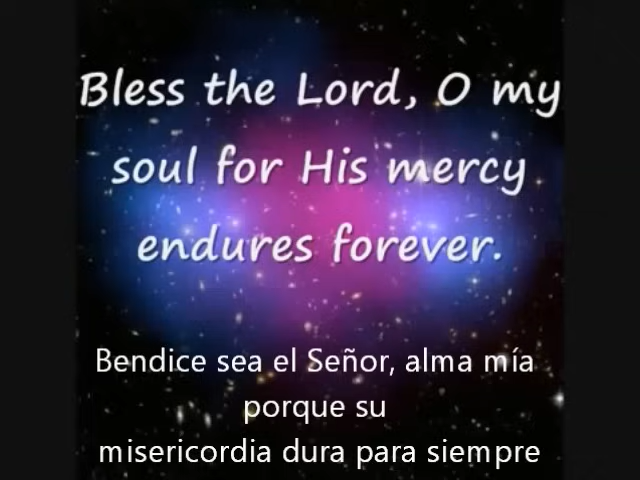 Bless the Lord, O my
soul for His mercy
endures forever.
Bendice sea el Señor, alma mía
porque su
misericordia dura para siempre